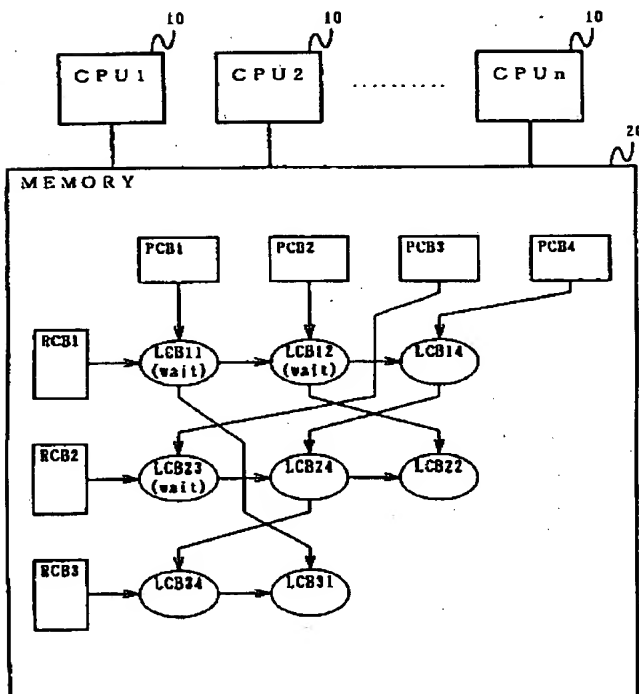 10 10 10
CPU1 CPU2 .......... CPUn
20
MEMORY
PCB1 PCB2 PCB3 PCB4
RCB1 LCB11 (wait) LCB12 (wait) LCB14
RCB2 LCB23 (wait) LCB24 LCB22
RCB3 LCB34 LCB31